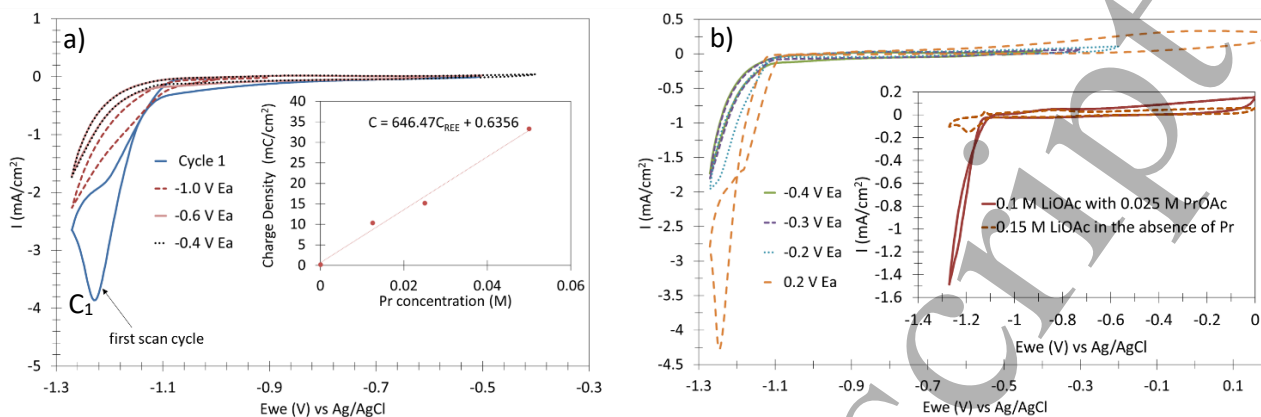 a)
1
0
-1
-2
-3
-4
-5
I (mA/cm²)
-1.3
-1.1
-0.9
-0.7
-0.5
-0.3
Ewe (V) vs Ag/AgCl
Cycle 1
-1.0 V Ea
-0.6 V Ea
-0.4 V Ea
C₁
first scan cycle
C = 646.47C_REE + 0.6356
Charge Density (mC/cm²)
40
35
30
25
20
15
10
5
0
0
0.02
0.04
0.06
Pr concentration (M)
b)
0.5
0
-0.5
-1
-1.5
-2
-2.5
-3
-3.5
-4
-4.5
I (mA/cm²)
-1.3
-1.1
-0.9
-0.7
-0.5
-0.3
-0.1
0.1
Ewe (V) vs Ag/AgCl
-0.4 V Ea
-0.3 V Ea
-0.2 V Ea
0.2 V Ea
0.2
0
-0.2
-0.4
-0.6
-0.8
-1
-1.2
-1.4
-1.6
I (mA/cm²)
0.1 M LiOAc with 0.025 M PrOAc
0.15 M LiOAc in the absence of Pr
-1.4
-1.2
-1
-0.8
-0.6
-0.4
-0.2
0
Ewe (V) vs Ag/AgCl
script